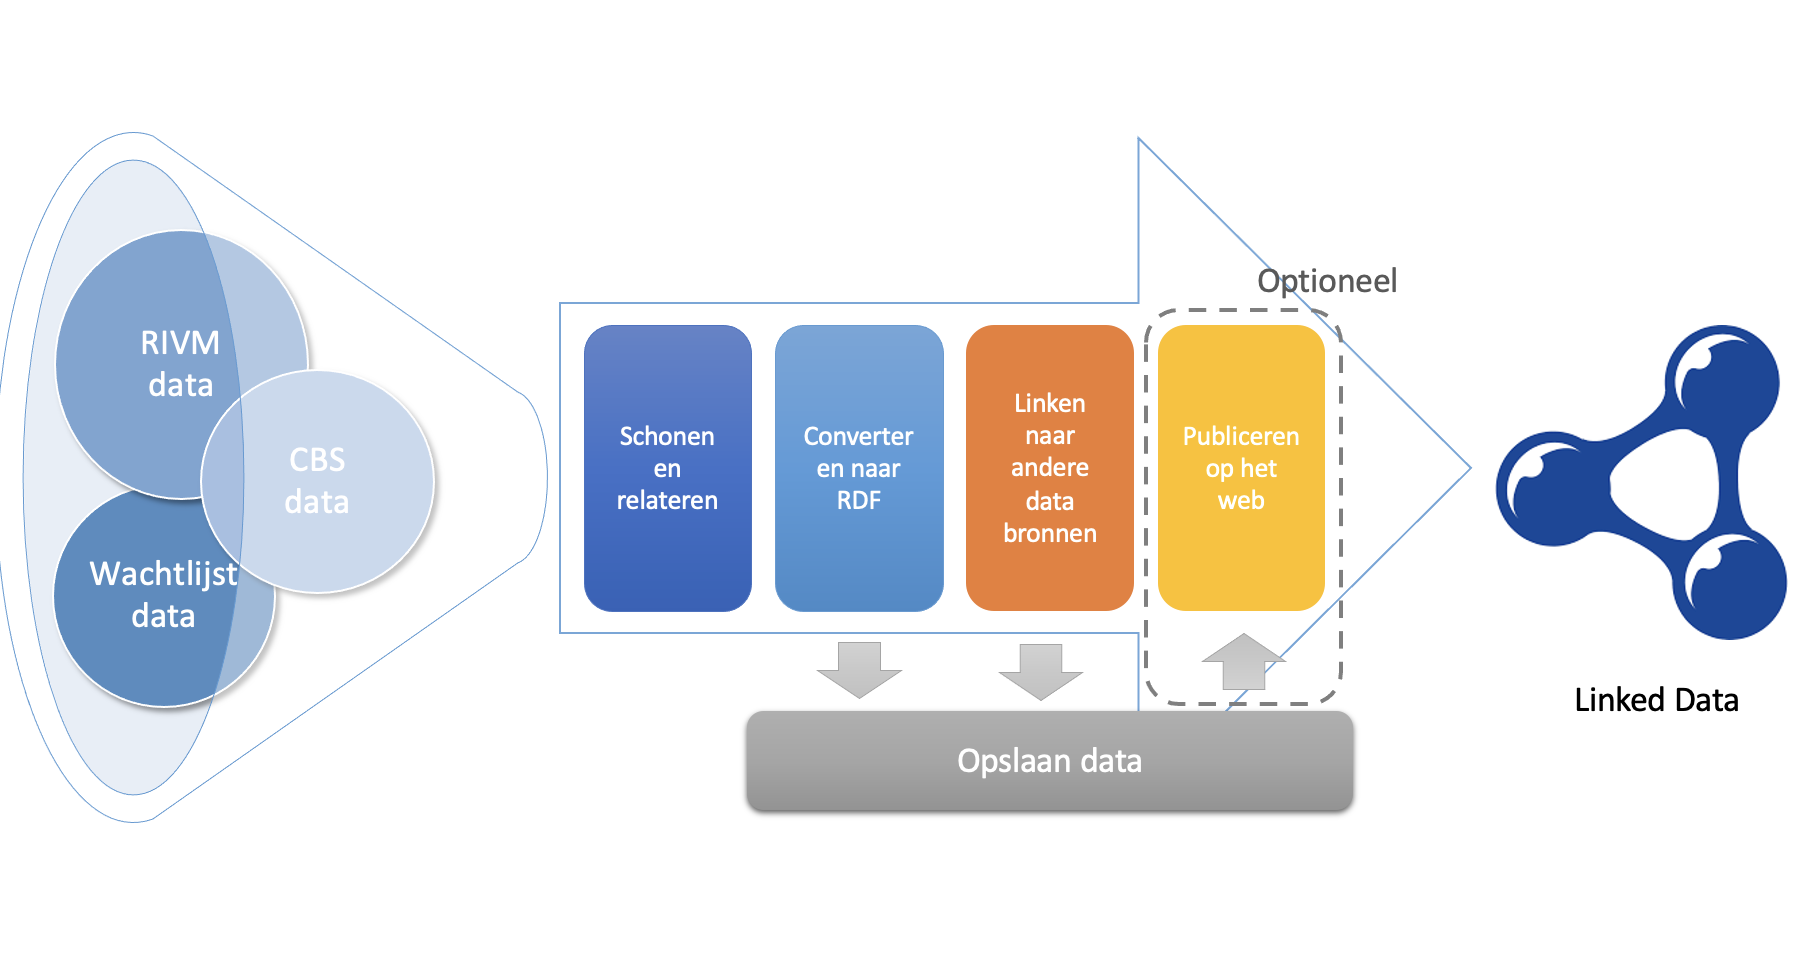 RIVM
data
CBS
data
Wachtlijst
data
Schonen
en
relateren
Converter
en naar
RDF
Linken
naar
andere
data
bronnen
Optioneel
Publiceren
op het
web
Opslaan data
Linked Data